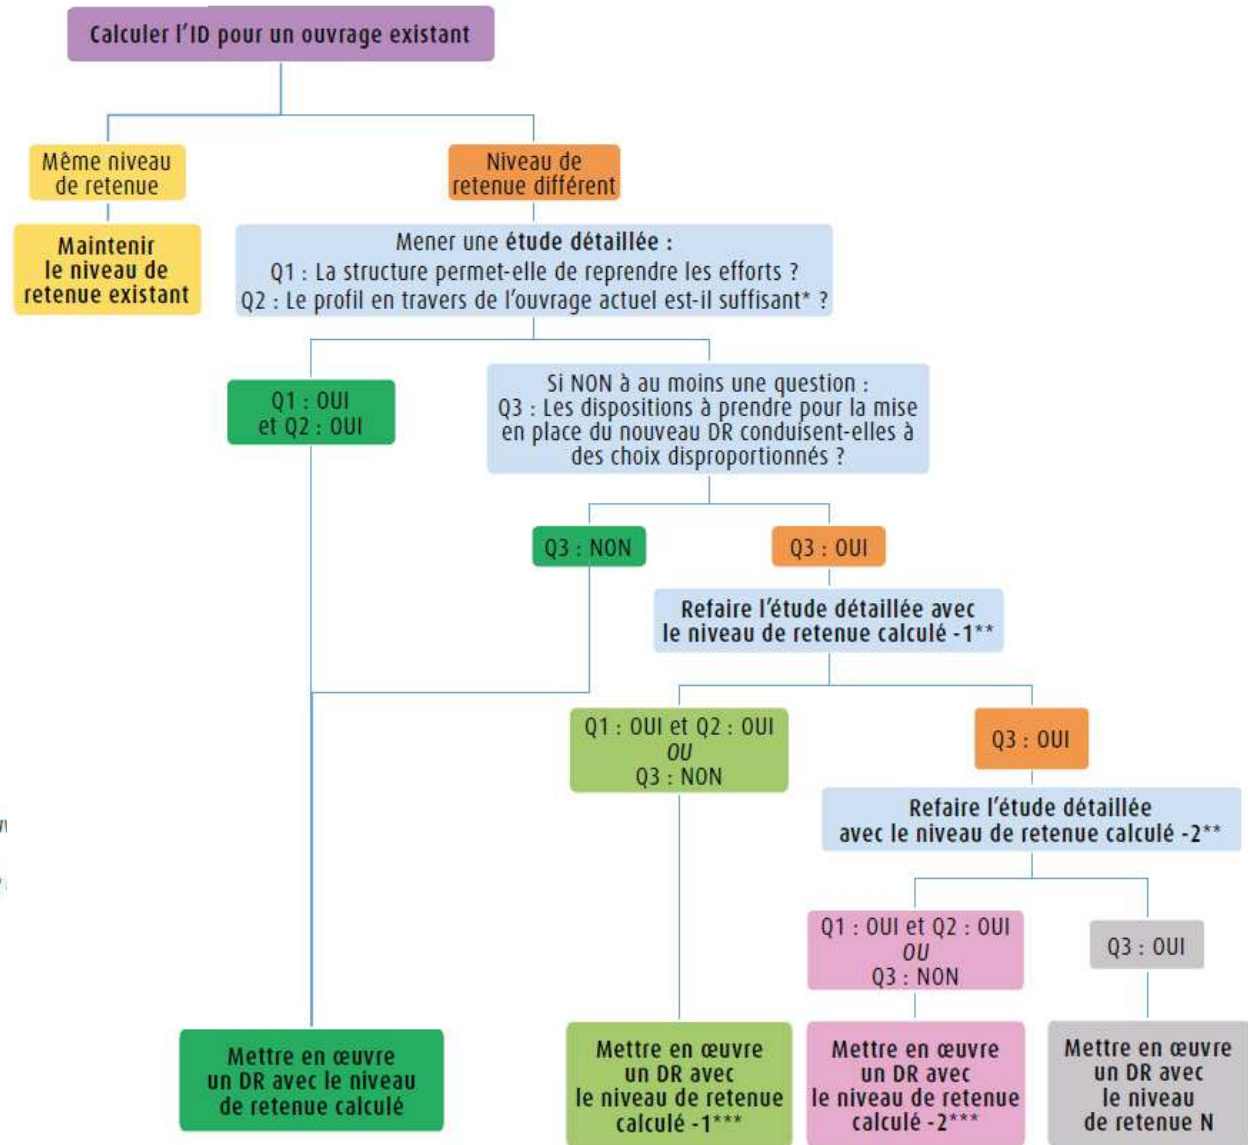 Calculer l'ID pour un ouvrage existant
Même niveau
de retenue
Niveau de
retenue différent
Maintenir
le niveau de
retenue existant
Mener une étude détaillée :
Q1 : La structure permet-elle de reprendre les efforts ?
Q2 : Le profil en travers de l'ouvrage actuel est-il suffisant* ?
Q1 : OUI
et Q2 : OUI
Si NON à au moins une question :
Q3 : Les dispositions à prendre pour la mise
en place du nouveau DR conduisent-elles à
des choix disproportionnés ?
Q3 : NON
Q3 : OUI
Refaire l'étude détaillée avec
le niveau de retenue calculé -1**
Q1 : OUI et Q2 : OUI
OU
Q3 : NON
Q3 : OUI
Refaire l'étude détaillée
avec le niveau de retenue calculé -2**
Q1 : OUI et Q2 : OUI
OU
Q3 : NON
Q3 : OUI
Mettre en œuvre
un DR avec le niveau
de retenue calculé
Mettre en œuvre
un DR avec
le niveau de retenue
calculé -1***
Mettre en œuvre
un DR avec
le niveau de retenue
calculé -2***
Mettre en œuvre
un DR avec
le niveau
de retenue N